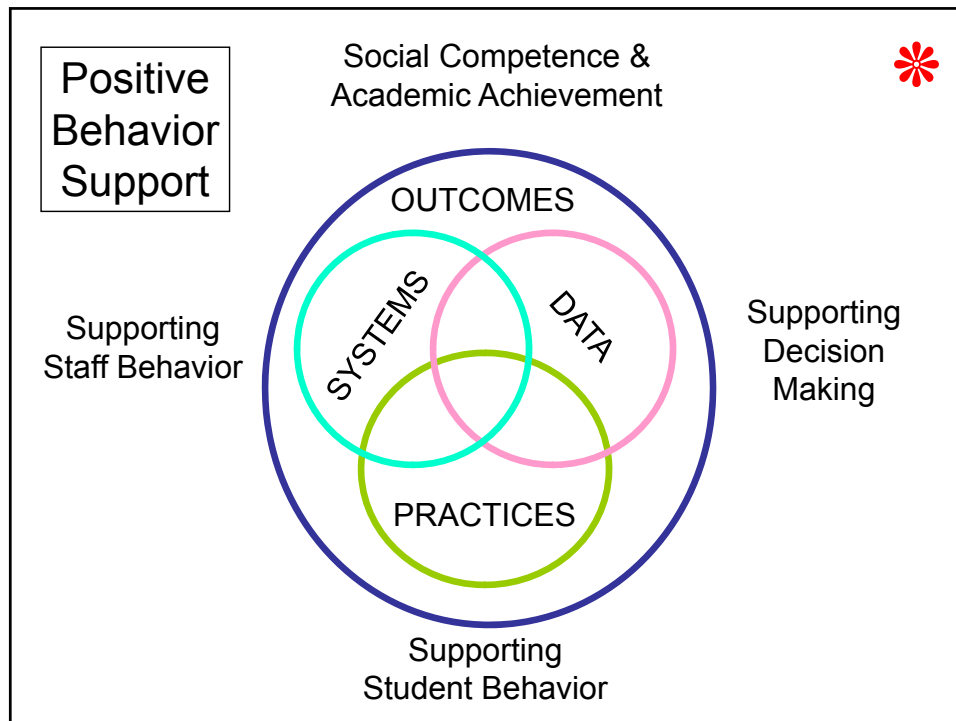 Positive
Behavior
Support
Social Competence &
Academic Achievement
OUTCOMES
SYSTEMS
DATA
Supporting
Staff Behavior
Supporting
Decision
Making
PRACTICES
Supporting
Student Behavior